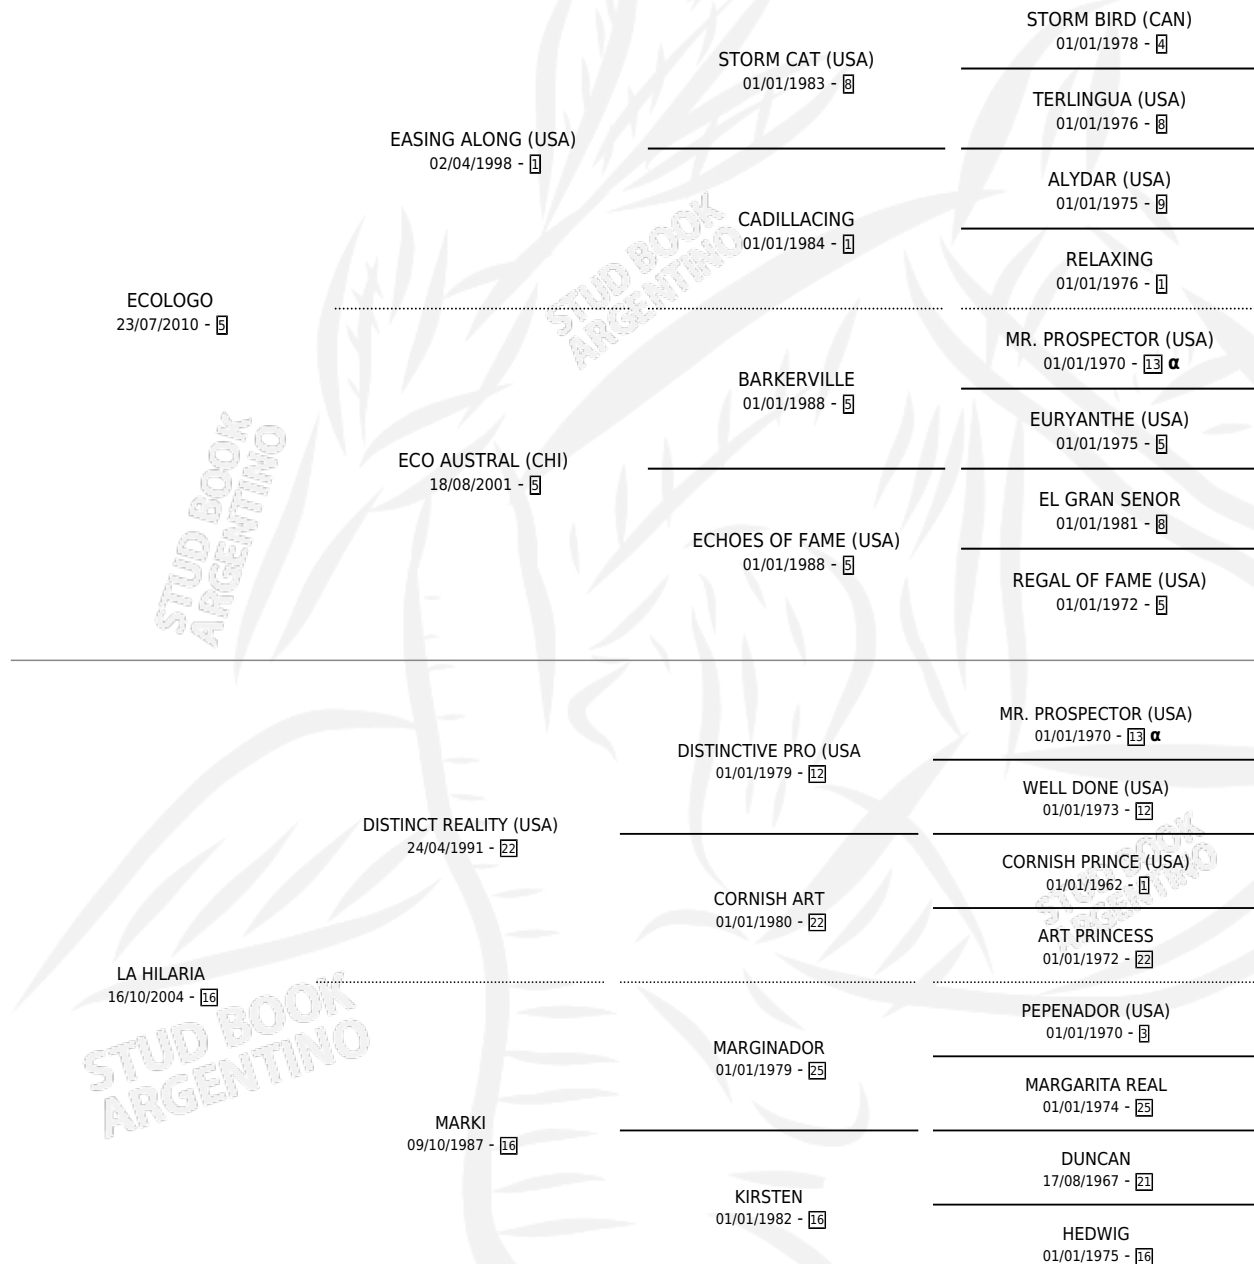 STORM BIRD (CAN)
01/01/1978 - 4
STORM CAT (USA)
01/01/1983 - 8
TERLINGUA (USA)
01/01/1976 - 8
EASING ALONG (USA)
02/04/1998 - 1
ALYDAR (USA)
01/01/1975 - 9
CADILLACING
01/01/1984 - 1
RELAXING
01/01/1976 - 1
ECOLOGO
23/07/2010 - 5
MR. PROSPECTOR (USA)
01/01/1970 - 13 α
BARKERVILLE
01/01/1988 - 5
EURYANTHE (USA)
01/01/1975 - 5
ECO AUSTRAL (CHI)
18/08/2001 - 5
EL GRAN SENOR
01/01/1981 - 8
ECHOES OF FAME (USA)
01/01/1988 - 5
REGAL OF FAME (USA)
01/01/1972 - 5
MR. PROSPECTOR (USA)
01/01/1970 - 13 α
DISTINCTIVE PRO (USA
01/01/1979 - 12
WELL DONE (USA)
01/01/1973 - 12
DISTINCT REALITY (USA)
24/04/1991 - 22
CORNISH PRINCE (USA)
01/01/1962 - 1
CORNISH ART
01/01/1980 - 22
ART PRINCESS
01/01/1972 - 22
LA HILARIA
16/10/2004 - 16
PEPENADOR (USA)
01/01/1970 - 3
MARGINADOR
01/01/1979 - 25
MARGARITA REAL
01/01/1974 - 25
MARKI
09/10/1987 - 16
DUNCAN
17/08/1967 - 21
KIRSTEN
01/01/1982 - 16
HEDWIG
01/01/1975 - 16
STUD BOOK
ARGENTINO
STUD BOOK
ARGENTINO
STUD BOOK
ARGENTINO
STUD BOOK
ARGENTINO